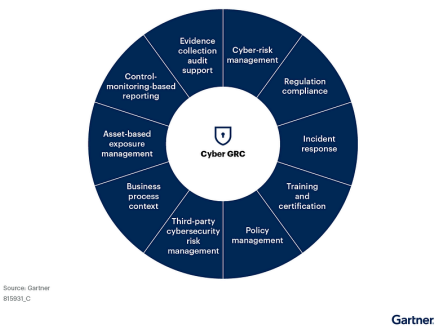 Evidence
collection
audit
support
Cyber-risk
management
Regulation
compliance
Incident
response
Training
and
certification
Policy
management
Third-party
cybersecurity
risk
management
Business
process
context
Asset-based
exposure
management
Control-
monitoring-based
reporting
Cyber GRC
Source: Gartner
815931_C
Gartner